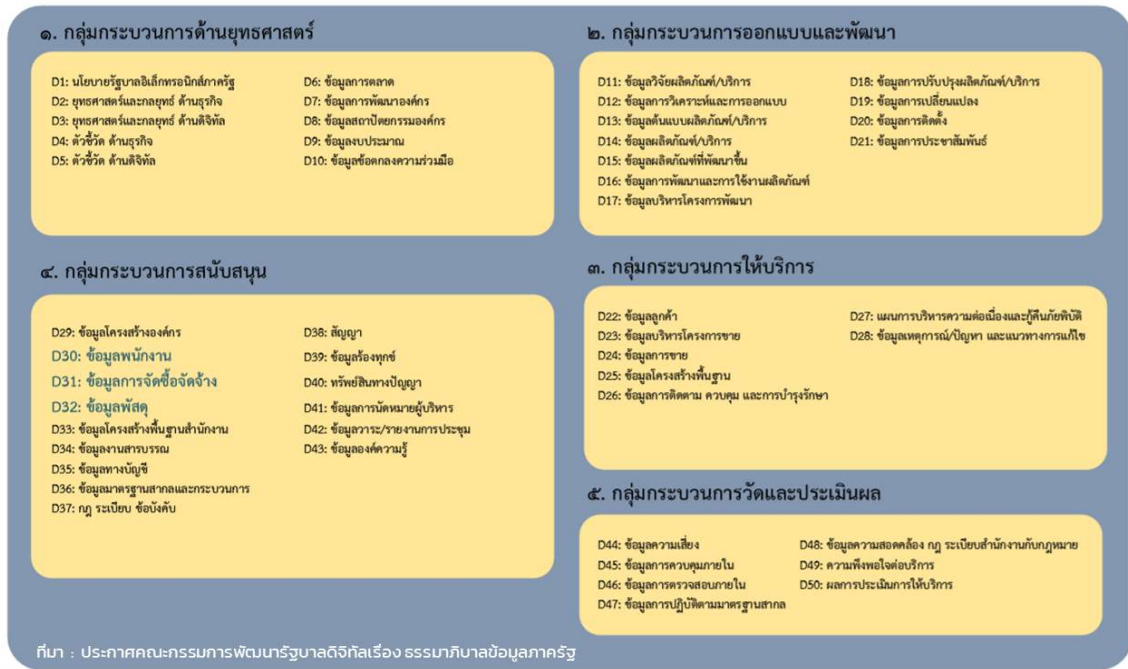 ๑. กลุ่มกระบวนการด้านยุทธศาสตร์
D1: นโยบายรัฐบาลอิเล็กทรอนิกส์ภาครัฐ
D2: ยุทธศาสตร์และกลยุทธ์ ด้านธุรกิจ
D3: ยุทธศาสตร์และกลยุทธ์ ด้านดิจิทัล
D4: ตัวชี้วัด ด้านธุรกิจ
D5: ตัวชี้วัด ด้านดิจิทัล
D6: ข้อมูลการตลาด
D7: ข้อมูลการพัฒนาองค์กร
D8: ข้อมูลสถาปัตยกรรมองค์กร
D9: ข้อมูลงบประมาณ
D10: ข้อมูลข้อตกลงความร่วมมือ
๒. กลุ่มกระบวนการออกแบบและพัฒนา
D11: ข้อมูลวิจัยผลิตภัณฑ์/บริการ
D12: ข้อมูลการวิเคราะห์และการออกแบบ
D13: ข้อมูลต้นแบบผลิตภัณฑ์/บริการ
D14: ข้อมูลผลิตภัณฑ์/บริการ
D15: ข้อมูลผลิตภัณฑ์ที่พัฒนาขึ้น
D16: ข้อมูลการพัฒนาและการใช้งานผลิตภัณฑ์
D17: ข้อมูลบริหารโครงการพัฒนา
D18: ข้อมูลการปรับปรุงผลิตภัณฑ์/บริการ
D19: ข้อมูลการเปลี่ยนแปลง
D20: ข้อมูลการติดตั้ง
D21: ข้อมูลการประชาสัมพันธ์
๓. กลุ่มกระบวนการให้บริการ
D22: ข้อมูลลูกค้า
D23: ข้อมูลบริหารโครงการขาย
D24: ข้อมูลการขาย
D25: ข้อมูลโครงสร้างพื้นฐาน
D26: ข้อมูลการติดตาม ควบคุม และการบำรุงรักษา
D27: แผนการบริหารความต่อเนื่องและกู้คืนภัยพิบัติ
D28: ข้อมูลเหตุการณ์/ปัญหา และแนวทางการแก้ไข
๔. กลุ่มกระบวนการสนับสนุน
D29: ข้อมูลโครงสร้างองค์กร
D30: ข้อมูลพนักงาน
D31: ข้อมูลการจัดซื้อจัดจ้าง
D32: ข้อมูลพัสดุ
D33: ข้อมูลโครงสร้างพื้นฐานสำนักงาน
D34: ข้อมูลงานสารบรรณ
D35: ข้อมูลทางบัญชี
D36: ข้อมูลมาตรฐานสากลและกระบวนการ
D37: กฎ ระเบียบ ข้อบังคับ
D38: สัญญา
D39: ข้อมูลร้องทุกข์
D40: ทรัพย์สินทางปัญญา
D41: ข้อมูลการนัดหมายผู้บริหาร
D42: ข้อมูลวาระ/รายงานการประชุม
D43: ข้อมูลองค์ความรู้
๕. กลุ่มกระบวนการวัดและประเมินผล
D44: ข้อมูลความเสี่ยง
D45: ข้อมูลการควบคุมภายใน
D46: ข้อมูลการตรวจสอบภายใน
D47: ข้อมูลการปฏิบัติตามมาตรฐานสากล
D48: ข้อมูลความสอดคล้อง กฎ ระเบียบสำนักงานกับกฎหมาย
D49: ความพึงพอใจต่อบริการ
D50: ผลการประเมินการให้บริการ
ที่มา : ประกาศคณะกรรมการพัฒนารัฐบาลดิจิทัลเรื่อง ธรรมาภิบาลข้อมูลภาครัฐ